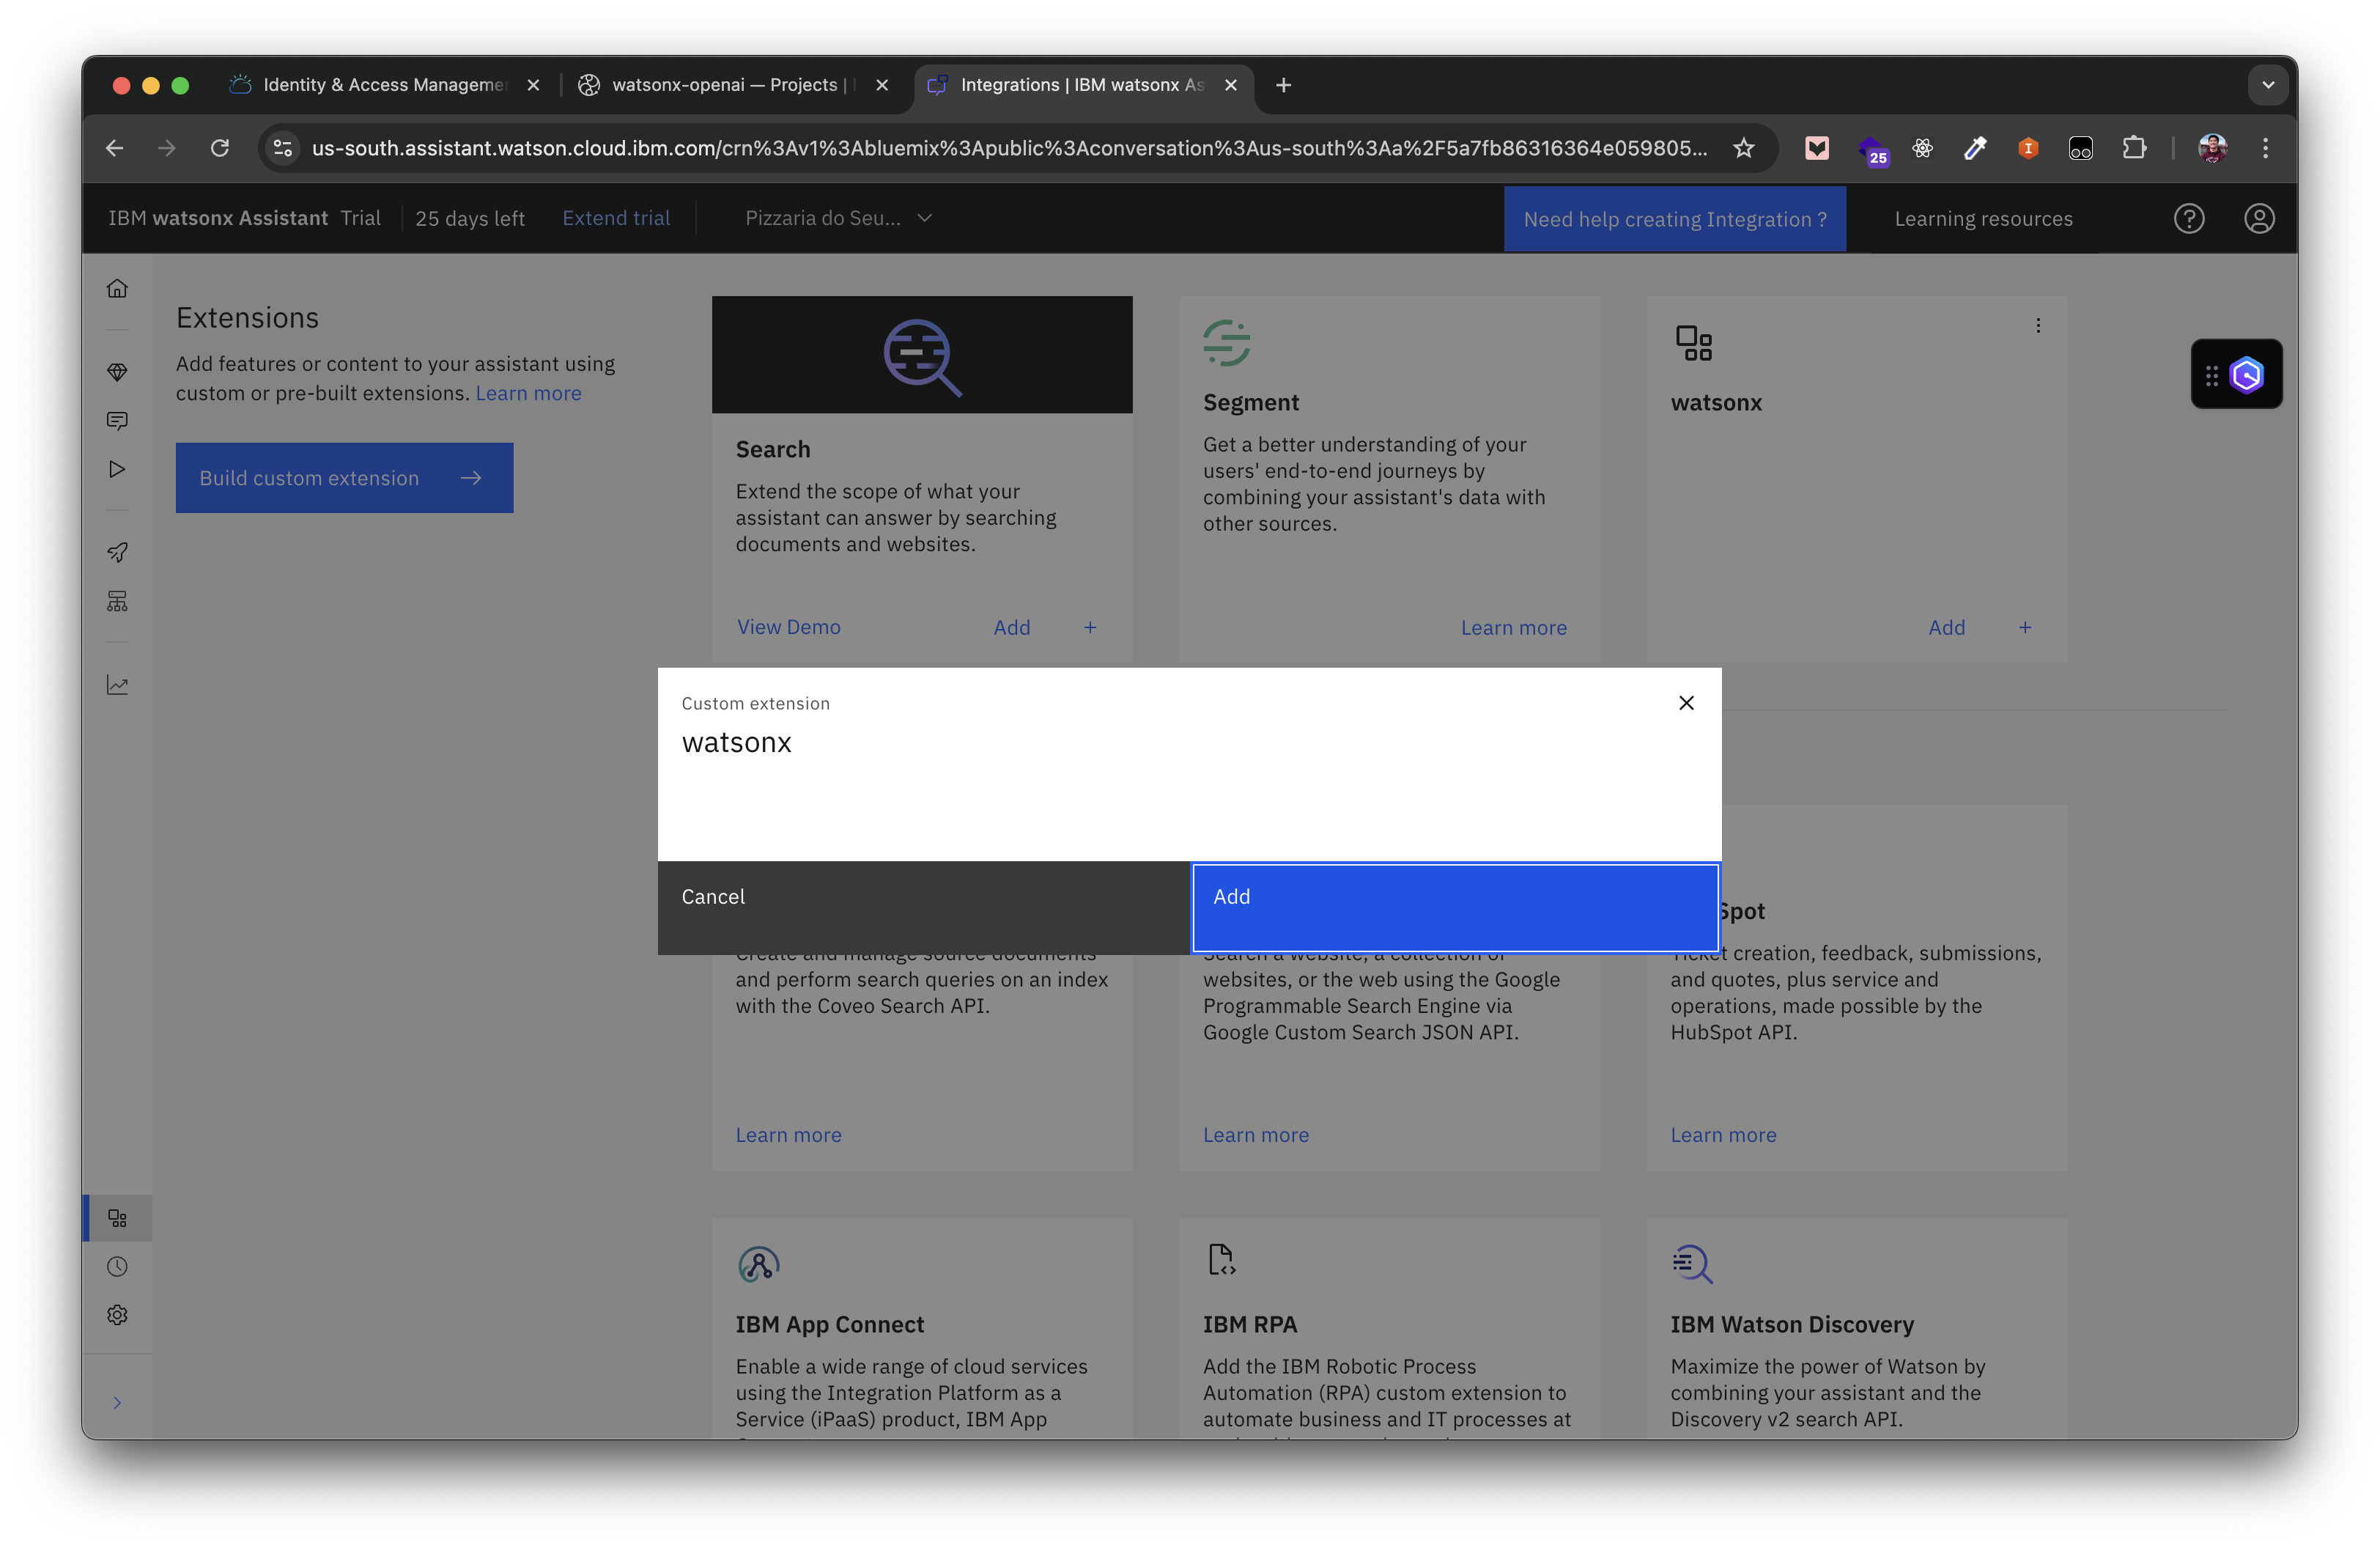 Identity & Access Managemen
watsonx-openai — Projects |
Integrations | IBM watsonx As
us-south.assistant.watson.cloud.ibm.com/crn%3Av1%3Abluemix%3Apublic%3Aconversation%3Aus-south%3Aa%2F5a7fb86316364e059805...
25
IBM watsonx Assistant Trial
25 days left
Extend trial
Pizzaria do Seu...
Need help creating Integration ?
Learning resources
Extensions
Add features or content to your assistant using
custom or pre-built extensions. Learn more
Build custom extension
Search
Extend the scope of what your
assistant can answer by searching
documents and websites.
View Demo
Add +
Segment
Get a better understanding of your
users' end-to-end journeys by
combining your assistant's data with
other sources.
Learn more
watsonx
Add +
Custom extension
watsonx
Cancel
Add
Create and manage source documents
and perform search queries on an index
with the Coveo Search API.
Learn more
Search a website, a collection of
websites, or the web using the Google
Programmable Search Engine via
Google Custom Search JSON API.
Learn more
Spot
Ticket creation, feedback, submissions,
and quotes, plus service and
operations, made possible by the
HubSpot API.
Learn more
IBM App Connect
Enable a wide range of cloud services
using the Integration Platform as a
Service (iPaaS) product, IBM App
IBM RPA
Add the IBM Robotic Process
Automation (RPA) custom extension to
automate business and IT processes at
IBM Watson Discovery
Maximize the power of Watson by
combining your assistant and the
Discovery v2 search API.